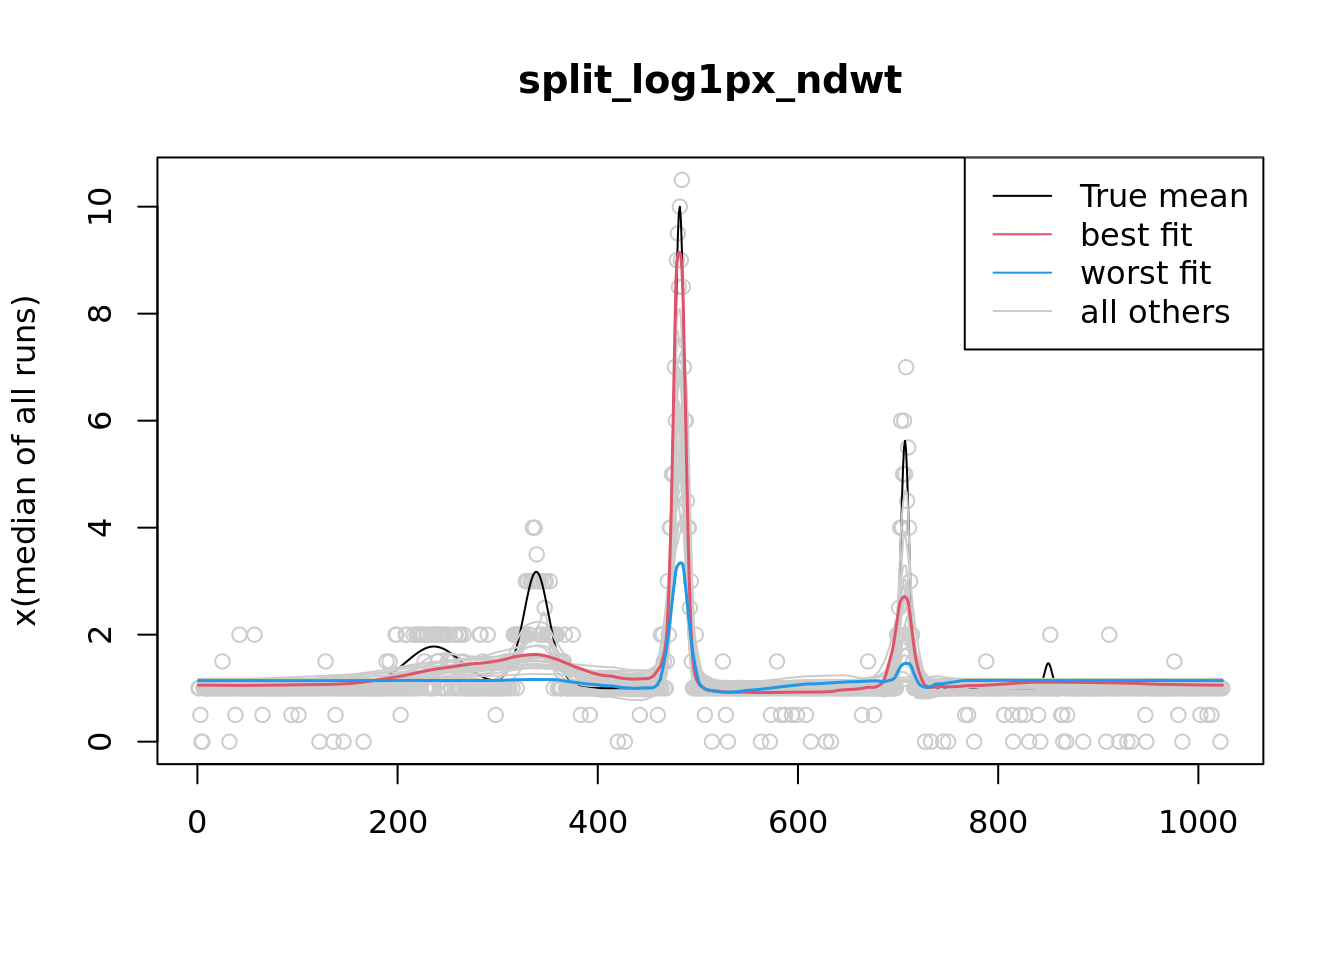 split_log1px_ndwt
True mean
best fit
worst fit
all others
x(median of all runs)
10
8
6
4
2
0
0 200 400 600 800 1000